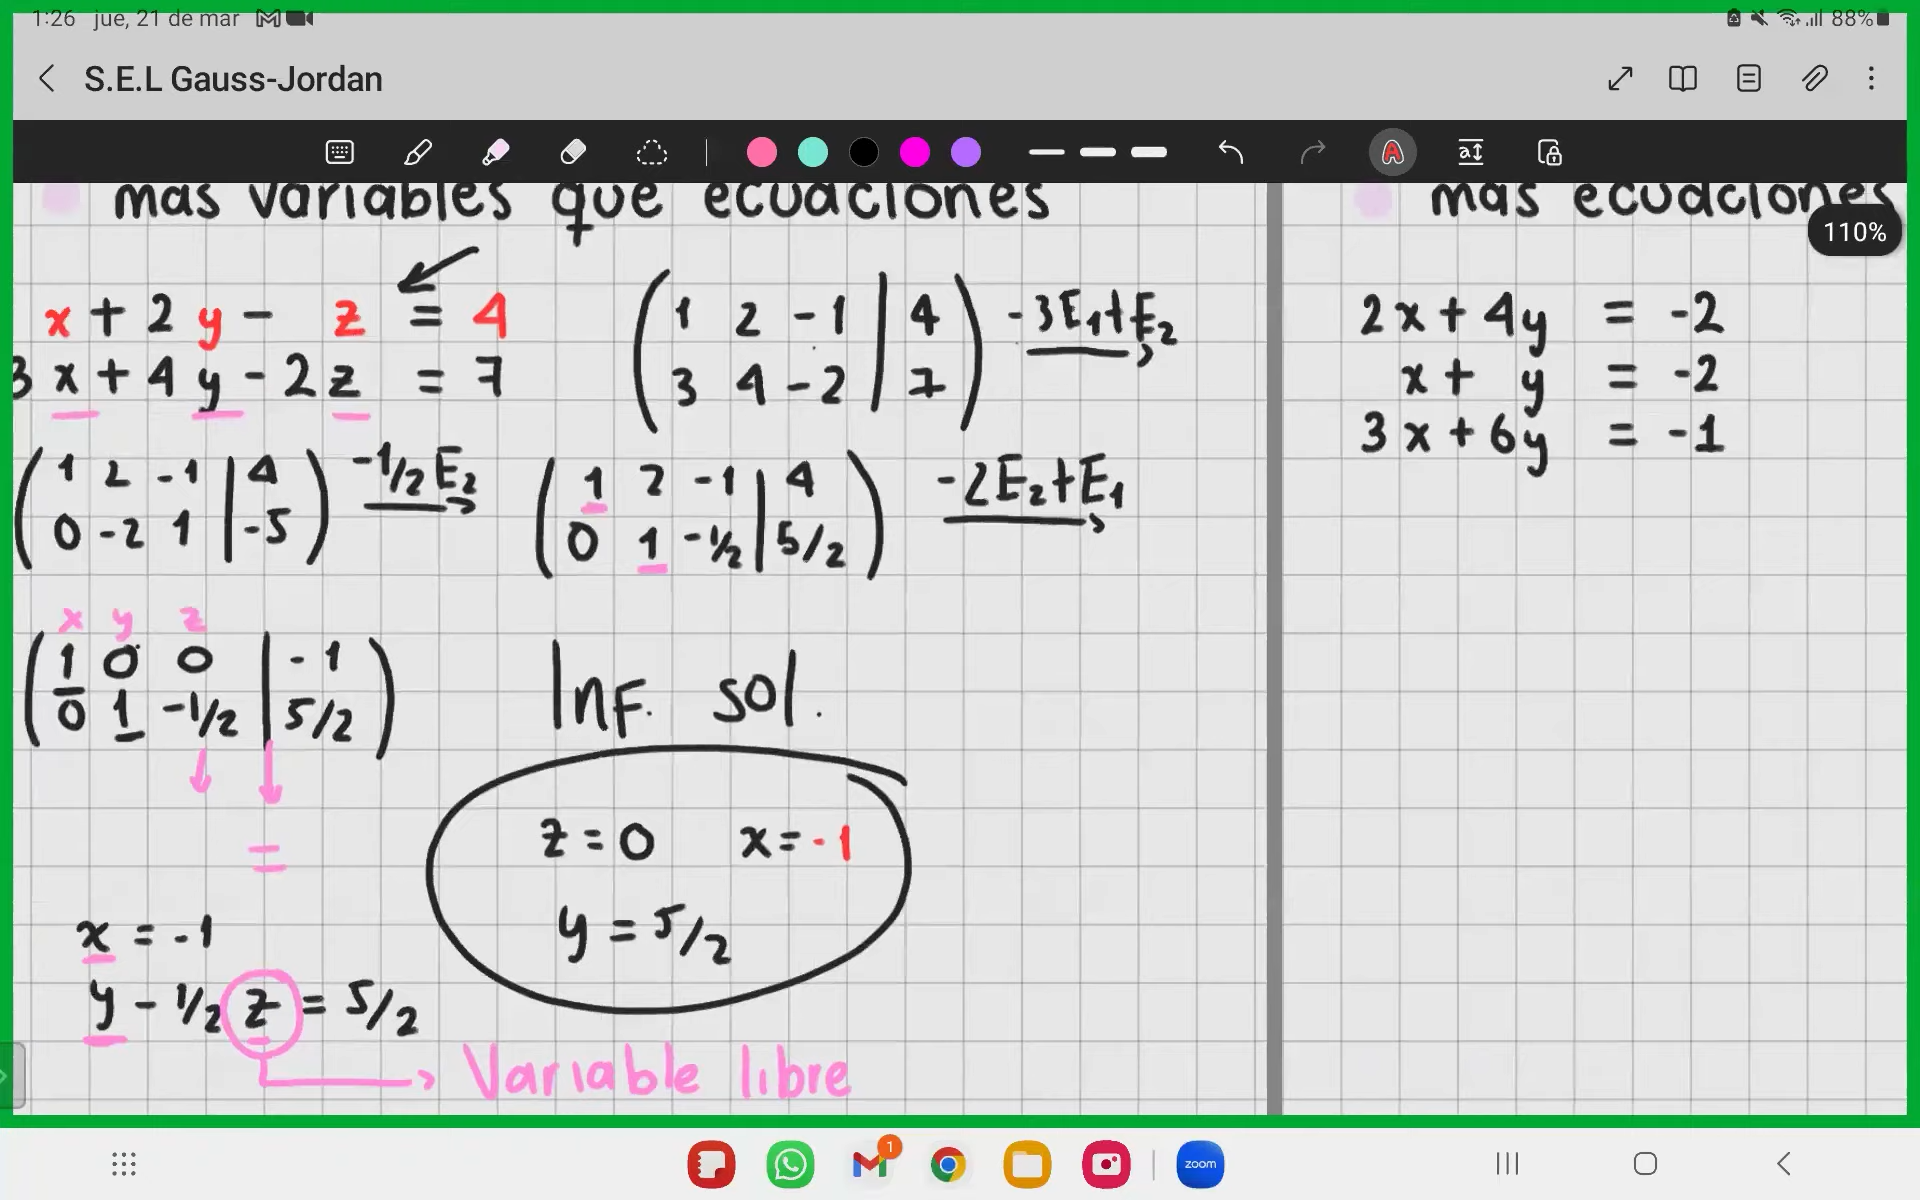 1:26 jue, 21 de mar 88%
S.E.L Gauss-Jordan
mas variables que ecuaciones
x + 2y - z = 4
3x + 4y - 2z = 7
( 1 2 -1 | 4 ) -3E₁+E₂
( 3 4 -2 | 7 )
( 1 2 -1 | 4 ) -1/2 E₂
( 0 -2 1 | -5 )
( 1 2 -1 | 4 ) -2E₂+E₁
( 0 1 -1/2 | 5/2 )
x y z
( 1 0 0 | -1 )
( 0 1 -1/2 | 5/2 )
=
Inf. sol.
z = 0 x = -1
y = 5/2
x = -1
y - 1/2 z = 5/2
Variable libre
mas ecuaciones
110%
2x + 4y = -2
x + y = -2
3x + 6y = -1
1
zoom